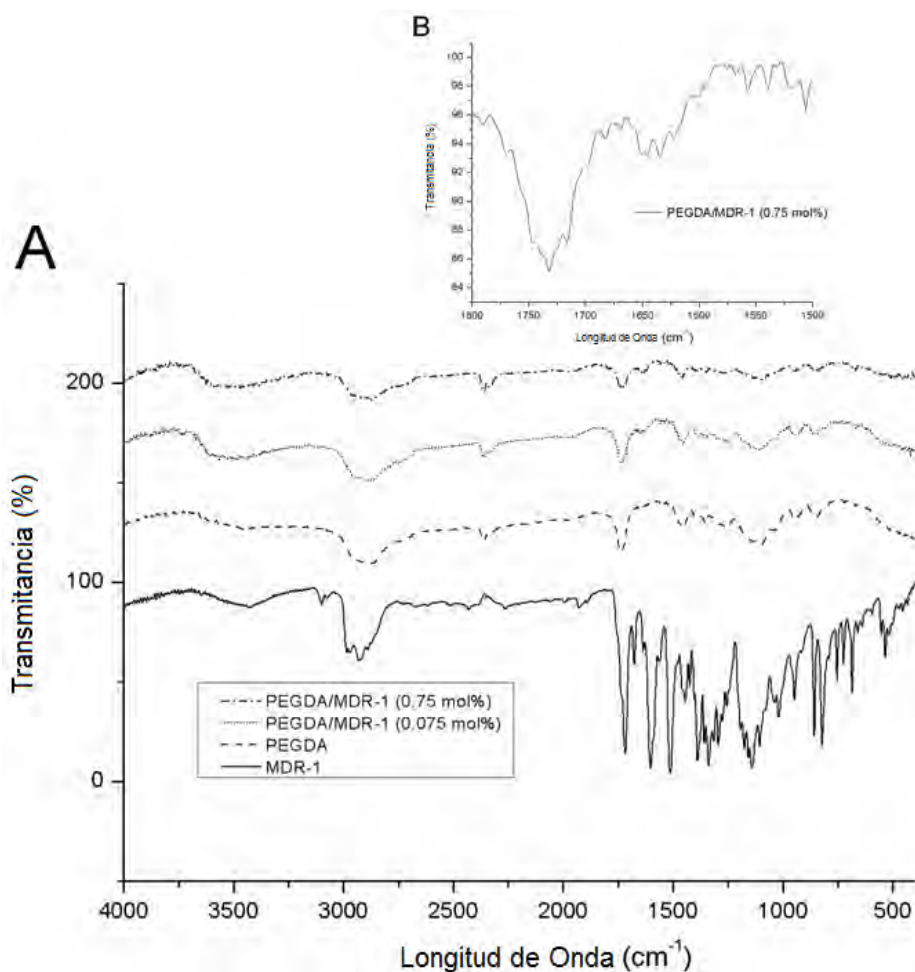 B
100
98
96
94
92
90
88
86
84
Transmitancia (%)
PEGDA/MDR-1 (0.75 mol%)
1800
1750
1700
1650
1600
1550
1500
Longitud de Onda (cm⁻¹)
A
200
100
0
Transmitancia (%)
PEGDA/MDR-1 (0,75 mol%)
PEGDA/MDR-1 (0.075 mol%)
PEGDA
MDR-1
4000
3500
3000
2500
2000
1500
1000
500
Longitud de Onda (cm⁻¹)